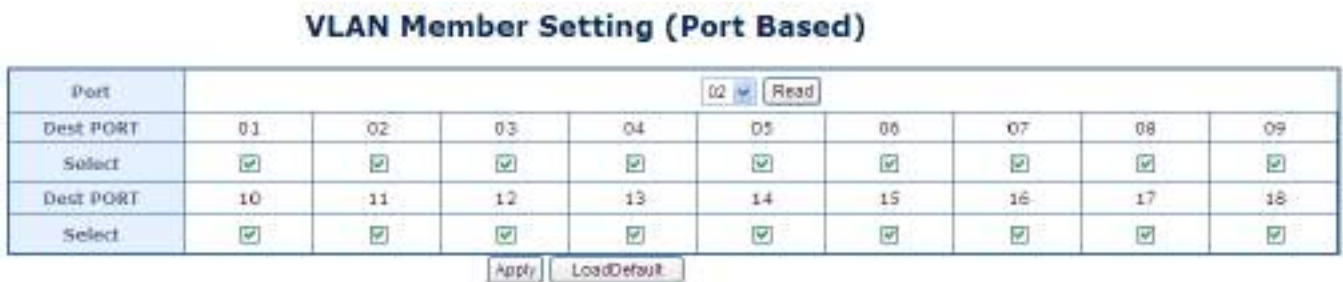 VLAN Member Setting (Port Based)
Port 02 Read
Dest PORT 01 02 03 04 05 06 07 08 09
Select
Dest PORT 10 11 12 13 14 15 16 17 18
Select
Apply LoadDefault